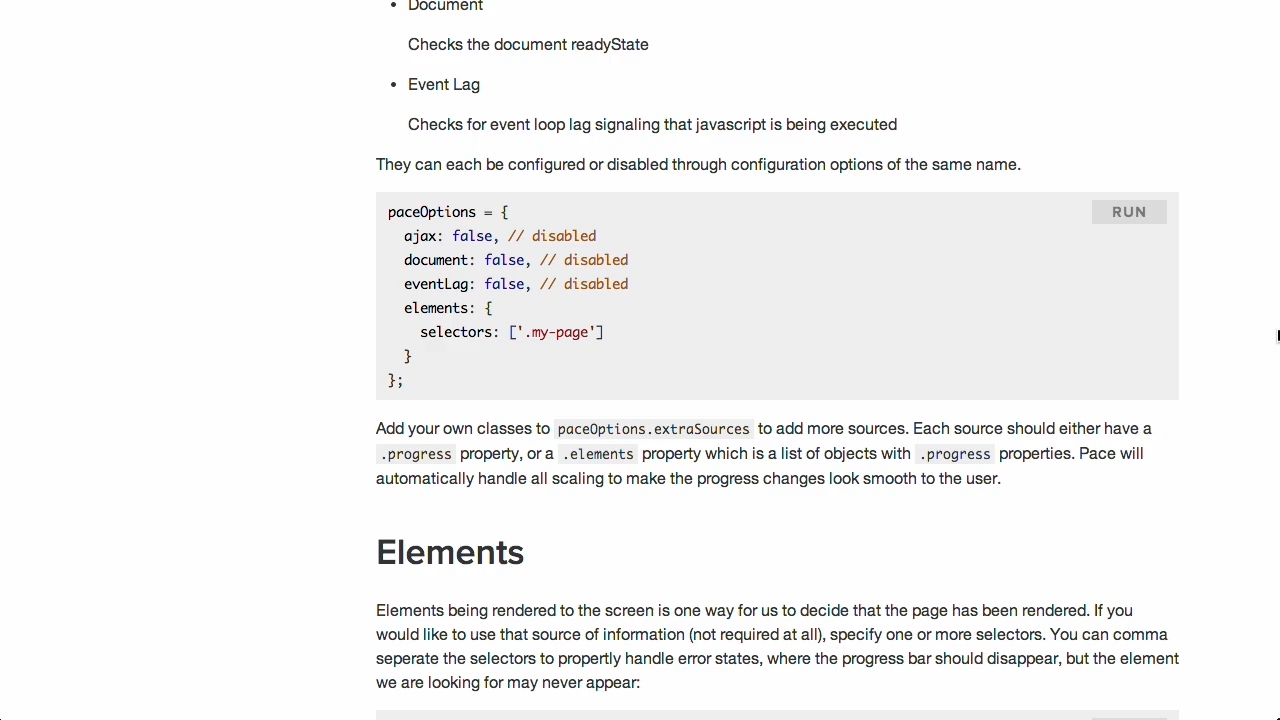 Document
Checks the document readyState
Event Lag
Checks for event loop lag signaling that javascript is being executed
They can each be configured or disabled through configuration options of the same name.
paceOptions = {
RUN
ajax: false, // disabled
document: false, // disabled
eventLag: false, // disabled
elements: {
selectors: ['.my-page']
}
};
Add your own classes to paceOptions.extraSources to add more sources. Each source should either have a
.progress property, or a .elements property which is a list of objects with .progress properties. Pace will
automatically handle all scaling to make the progress changes look smooth to the user.
Elements
Elements being rendered to the screen is one way for us to decide that the page has been rendered. If you
would like to use that source of information (not required at all), specify one or more selectors. You can comma
seperate the selectors to propertly handle error states, where the progress bar should disappear, but the element
we are looking for may never appear: